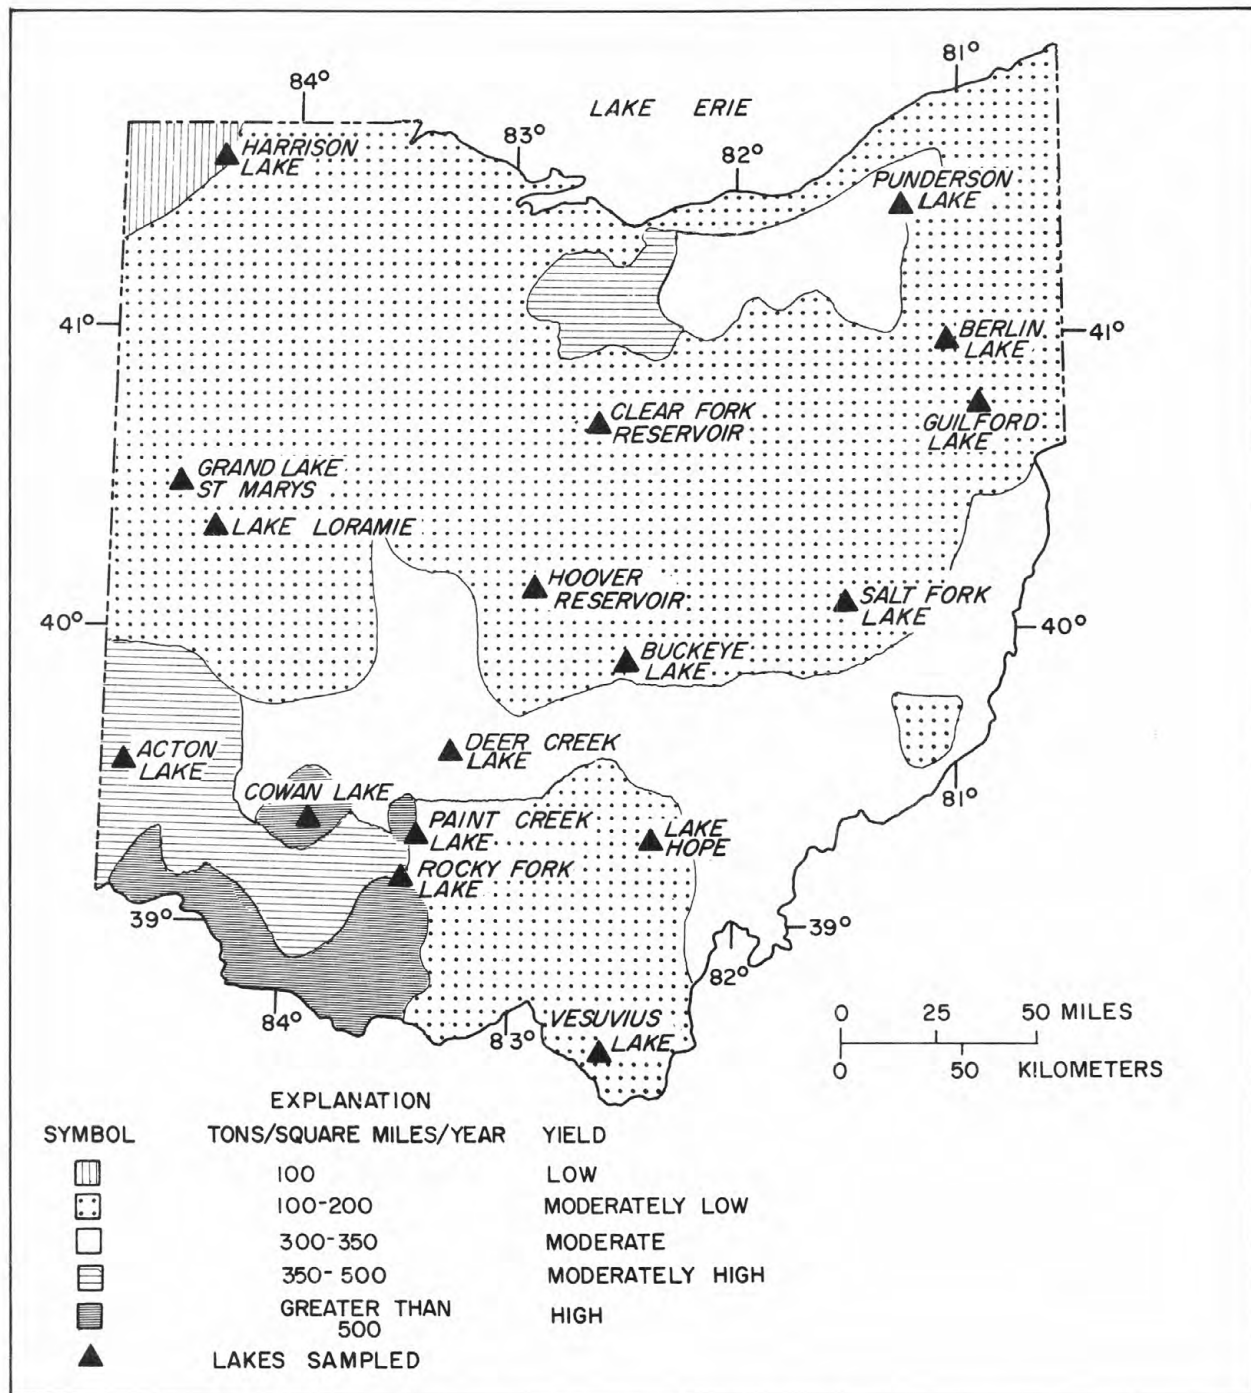 84°
81°
LAKE ERIE
83°
82°
HARRISON
LAKE
PUNDERSON
LAKE
41°
41°
BERLIN
LAKE
CLEAR FORK
RESERVOIR
GUILFORD
LAKE
GRAND LAKE
ST MARYS
LAKE LORAMIE
HOOVER
RESERVOIR
SALT FORK
LAKE
40°
40°
BUCKEYE
LAKE
ACTON
LAKE
DEER CREEK
LAKE
COWAN LAKE
81°
PAINT CREEK
LAKE
LAKE
HOPE
ROCKY FORK
LAKE
39°
39°
82°
84°
83°
VESUVIUS
LAKE
0 25 50 MILES
0 50 KILOMETERS
EXPLANATION
SYMBOL TONS/SQUARE MILES/YEAR YIELD
100 LOW
100-200 MODERATELY LOW
300-350 MODERATE
350-500 MODERATELY HIGH
GREATER THAN
500 HIGH
LAKES SAMPLED